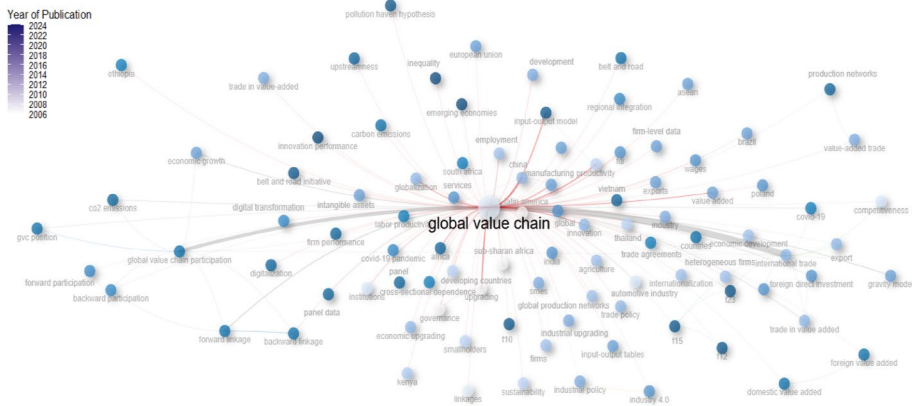 Year of Publication
2024
2022
2020
2018
2016
2014
2012
2010
2008
2006
pollution haven hypothesis
european union
ethiopia
trade in value-added
upstreamness
inequality
development
belt and road
production networks
asean
emerging economies
regional integration
innovation performance
carbon emissions
input-output model
firm-level data
brazil
value-added trade
economic growth
employment
china
manufacturing
productivity
fdi
wages
south africa
belt and road initiative
globalization
services
vietnam
exports
value added
poland
co2 emissions
digital transformation
intangible assets
latin america
covid-19
competitiveness
gvc position
labor productivity
global value chain
global
innovation
thailand
industry
countries
economic development
export
firm performance
global value chain participation
covid-19 pandemic
africa
sub-sharan africa
india
trade agreements
heterogeneous firms
international trade
forward participation
digitalization
panel
developing countries
agriculture
internationalization
foreign direct investment
gravity model
backward participation
cross-sectional dependence
institutions
upgrading
smes
automotive industry
f23
panel data
governance
global production networks
trade policy
forward linkage
backward linkage
economic upgrading
f10
industrial upgrading
f15
trade in value added
smallholders
firms
input-output tables
f12
foreign value added
kenya
linkages
sustainability
industrial policy
industry 4.0
domestic value added